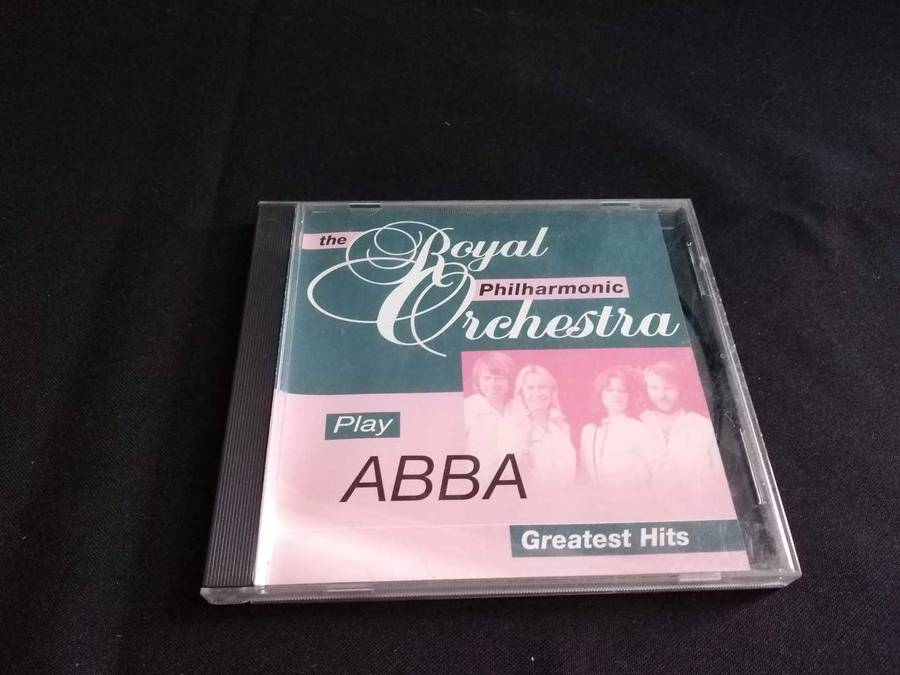 the Royal
Philharmonic
Orchestra
Play
ABBA
Greatest Hits